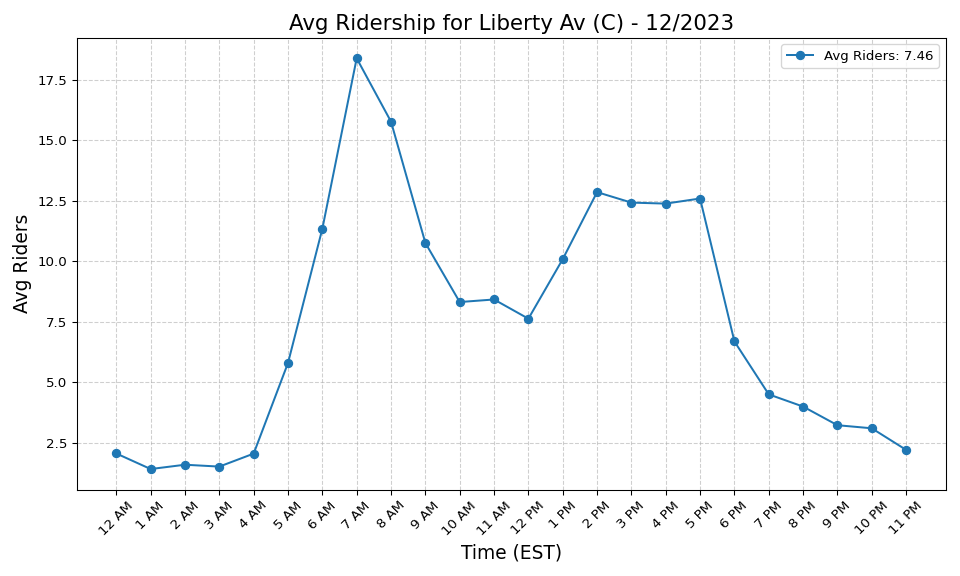 Avg Ridership for Liberty Av (C) - 12/2023
Avg Riders: 7.46
17.5
15.0
12.5
10.0
7.5
5.0
2.5
Avg Riders
12 AM
1 AM
2 AM
3 AM
4 AM
5 AM
6 AM
7 AM
8 AM
9 AM
10 AM
11 AM
12 PM
1 PM
2 PM
3 PM
4 PM
5 PM
6 PM
7 PM
8 PM
9 PM
10 PM
11 PM
Time (EST)